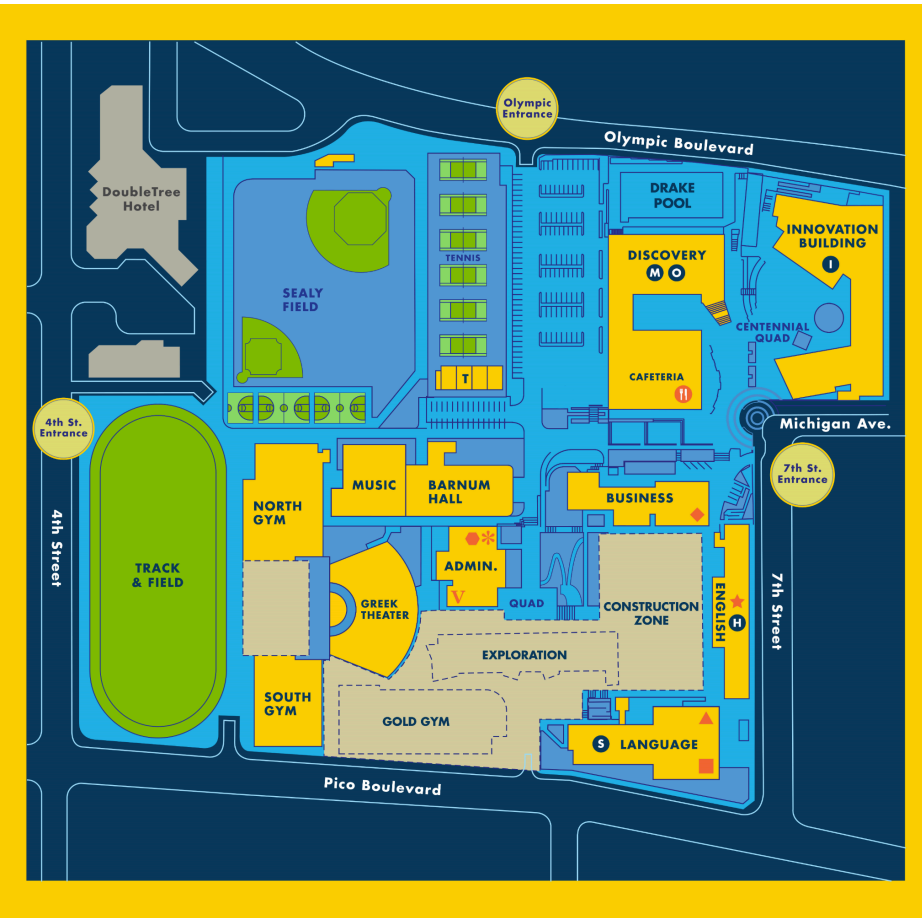 Olympic
Entrance
Olympic Boulevard
DoubleTree
Hotel
DRAKE
POOL
INNOVATION
BUILDING
I
DISCOVERY
M O
TENNIS
SEALY
FIELD
CENTENNIAL
QUAD
CAFETERIA
T
4th St.
Entrance
Michigan Ave.
7th St.
Entrance
MUSIC
BARNUM
HALL
NORTH
GYM
BUSINESS
4th Street
TRACK
& FIELD
ADMIN.
V
GREEK
THEATER
QUAD
CONSTRUCTION
ZONE
ENGLISH
H
7th Street
EXPLORATION
SOUTH
GYM
GOLD GYM
S LANGUAGE
Pico Boulevard